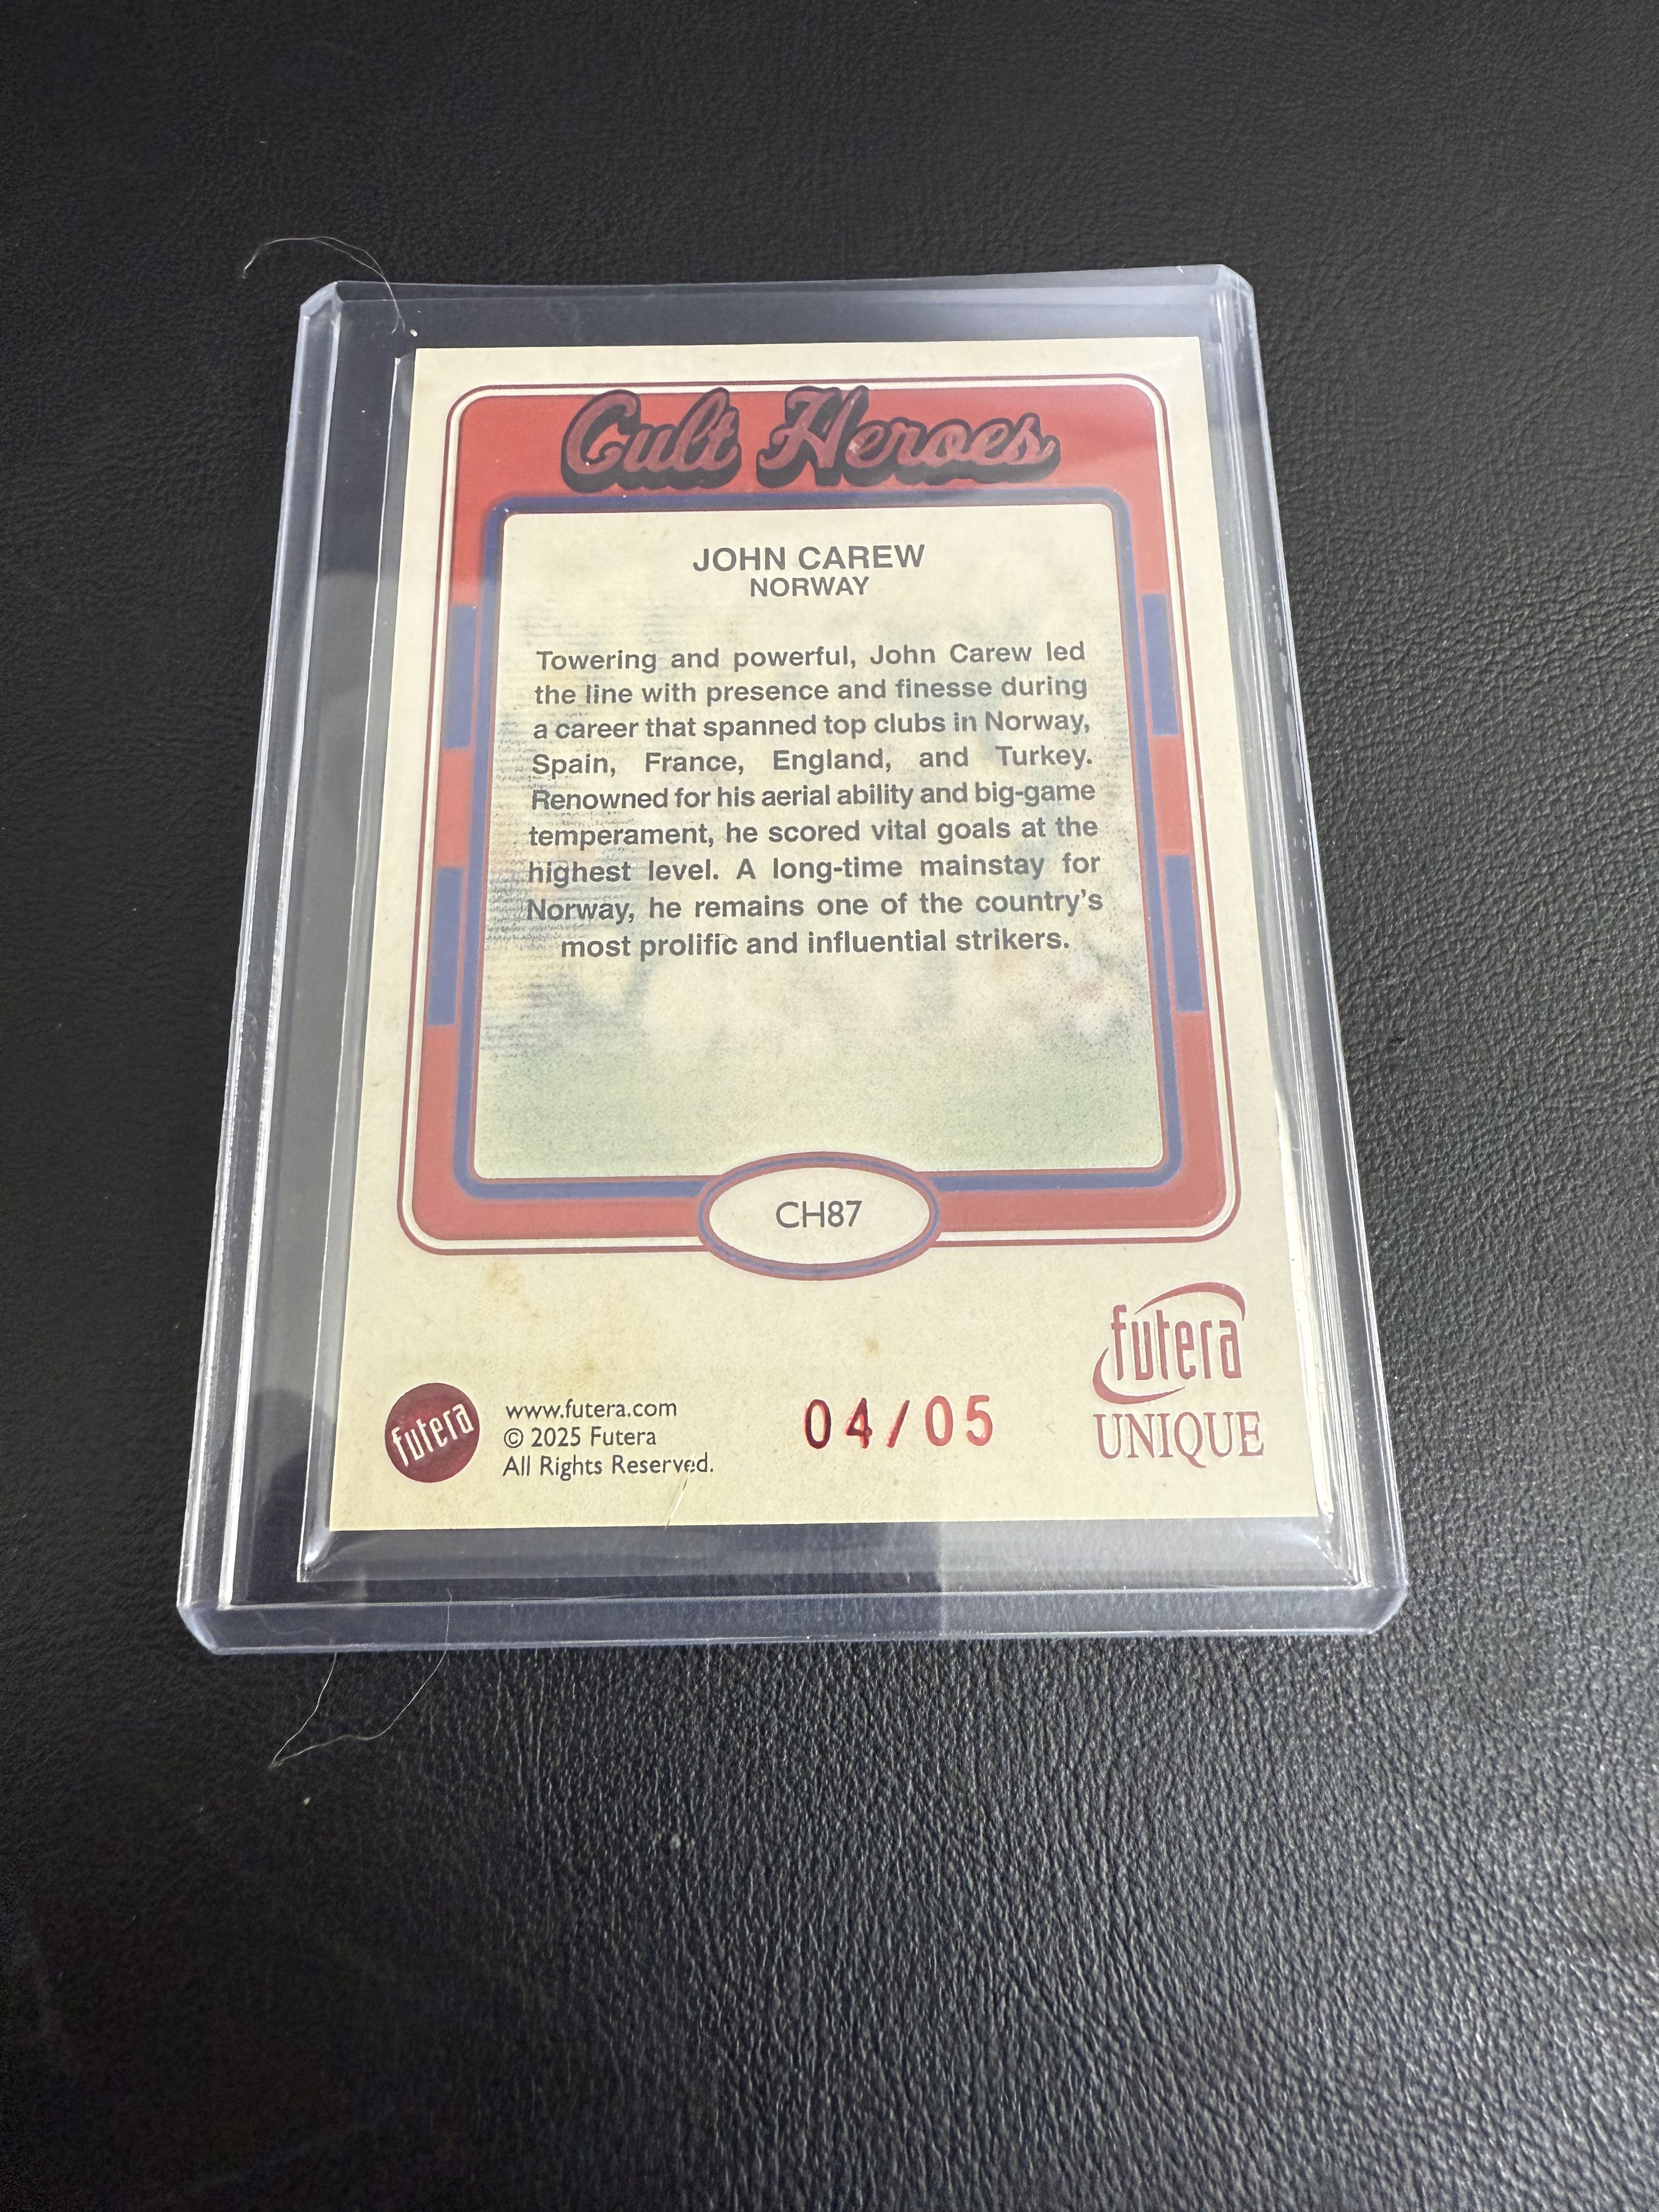 Cult Heroes
JOHN CAREW
NORWAY
Towering and powerful, John Carew led
the line with presence and finesse during
a career that spanned top clubs in Norway,
Spain, France, England, and Turkey.
Renowned for his aerial ability and big-game
temperament, he scored vital goals at the
highest level. A long-time mainstay for
Norway, he remains one of the country's
most prolific and influential strikers.
CH87
futera
www.futera.com
© 2025 Futera
All Rights Reserved.
04/05
futera
UNIQUE